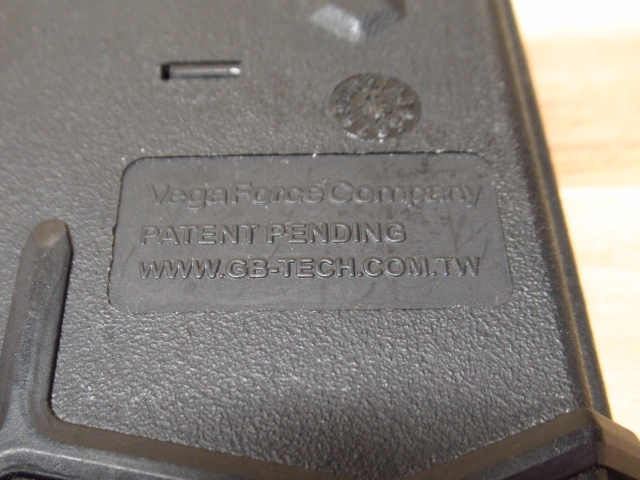 VegaForce Company
PATENT PENDING
WWW.GB-TECH.COM.TW